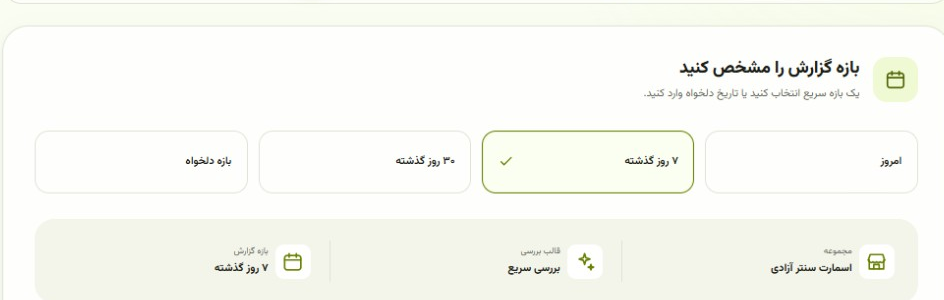 بازه گزارش را مشخص کنید
یک بازه سریع انتخاب کنید یا تاریخ دلخواه وارد کنید.
امروز
۷ روز گذشته
۳۰ روز گذشته
بازه دلخواه
مجموعه
اسمارت سنتر آزادی
قالب بررسی
بررسی سریع
بازه گزارش
۷ روز گذشته